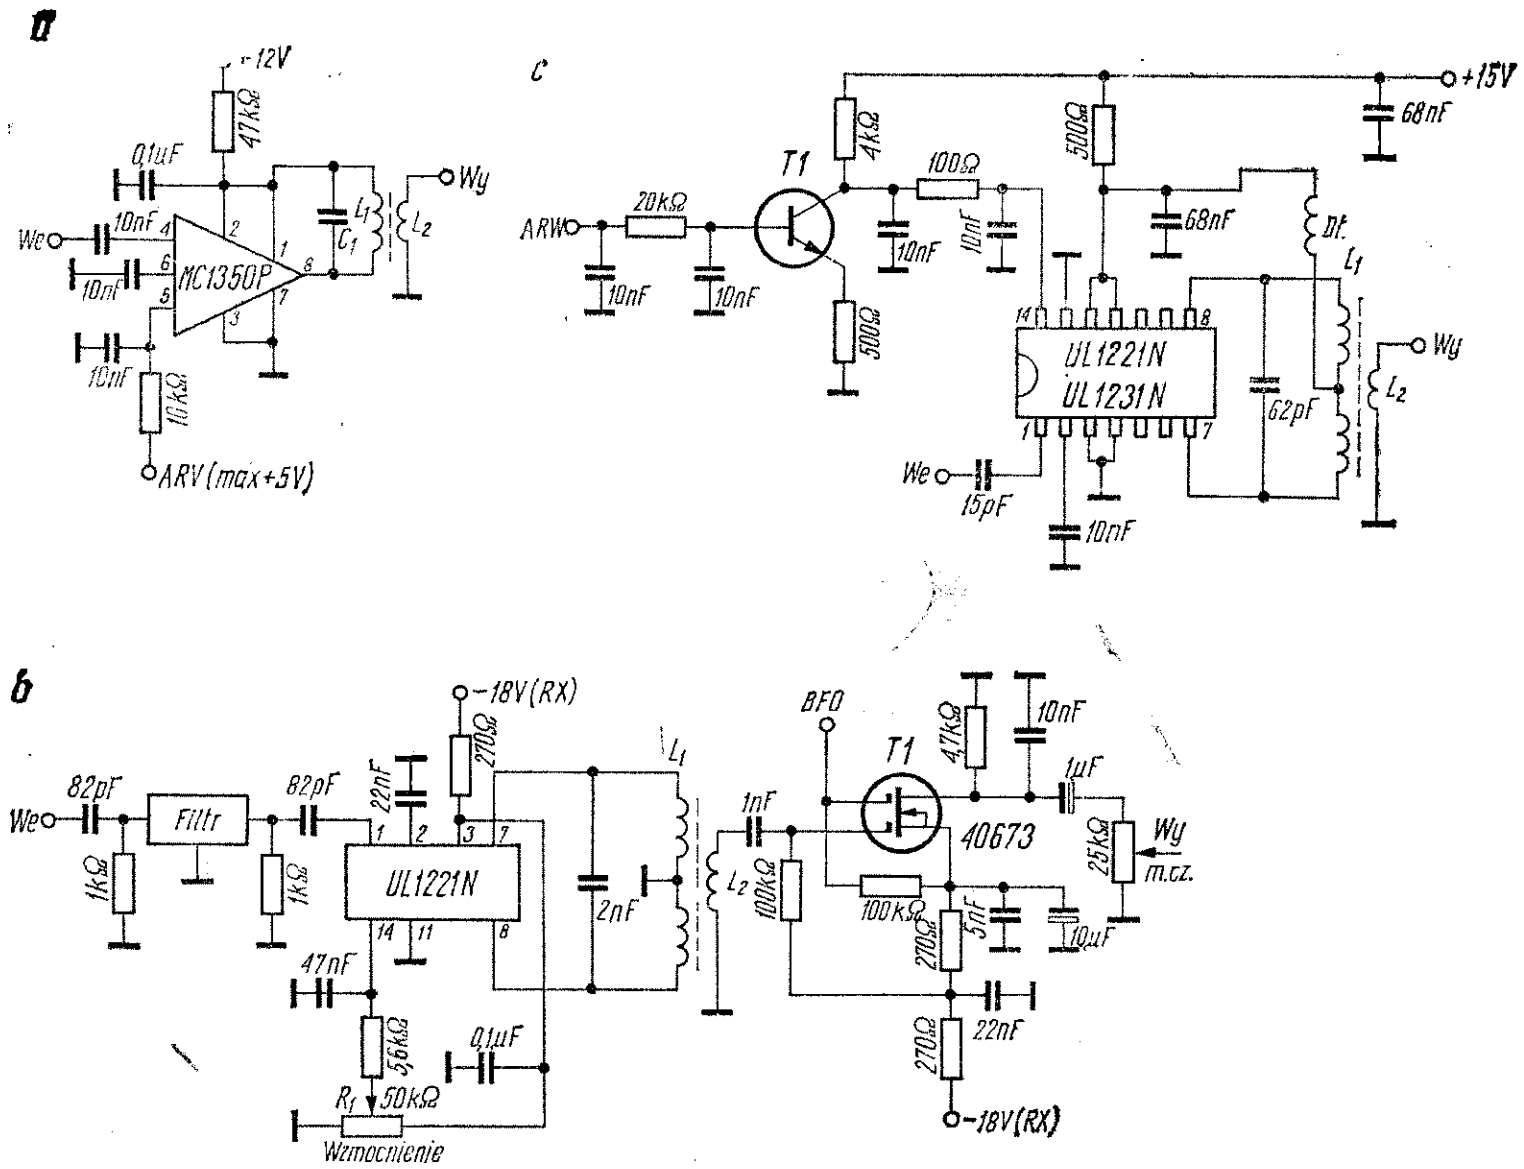 a
-12V
47kΩ
0,1µF
10nF
We
4
2
1
MC1350P
6
10nF
5
3
7
8
10nF
10kΩ
ARV (max+5V)
C1
L1
L2
Wy
c
+15V
68nF
4kΩ
500Ω
T1
100Ω
20kΩ
ARW
10nF
10nF
10nF
10nF
500Ω
68nF
Dł.
L1
14
8
UL1221N
UL1231N
1
7
62pF
L2
Wy
We
15pF
10nF
b
-18V (RX)
270Ω
22nF
82pF
82pF
We
Filtr
1kΩ
1kΩ
1
2
3
7
UL1221N
14
11
8
47nF
5,6kΩ
0,1µF
R1
50kΩ
Wzmocnienie
2nF
L1
L2
1nF
100kΩ
BFO
T1
40673
4,7kΩ
10nF
1µF
25kΩ
Wy
m.cz.
100kΩ
270Ω
5nF
10µF
22nF
270Ω
-18V (RX)